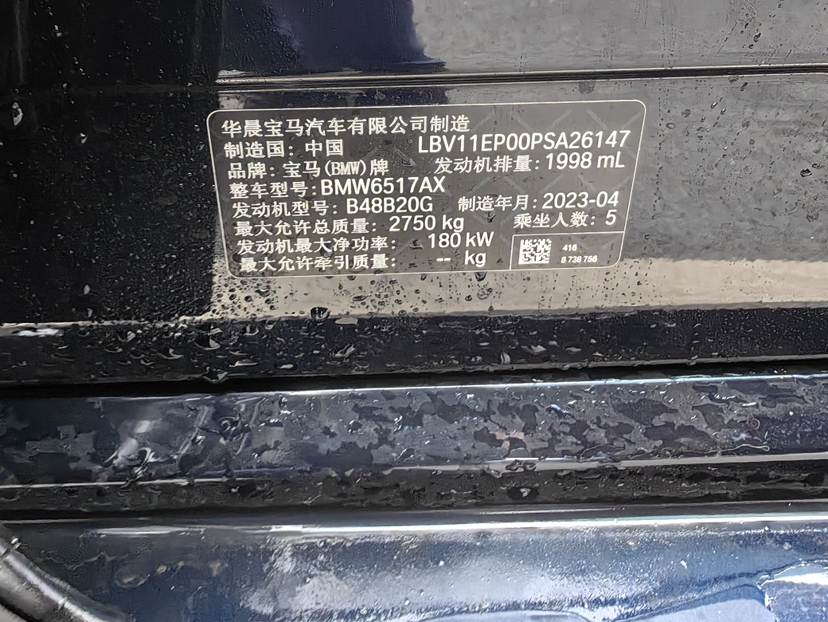 华晨宝马汽车有限公司制造
制造国：中国 LBV11EP00PSA26147
品牌：宝马(BMW)牌 发动机排量：1998 mL
整车型号：BMW6517AX
发动机型号：B48B20G 制造年月：2023-04
最大允许总质量：2750 kg 乘坐人数：5
发动机最大净功率：180 kW
最大允许牵引质量：-- kg
416
8 738 756